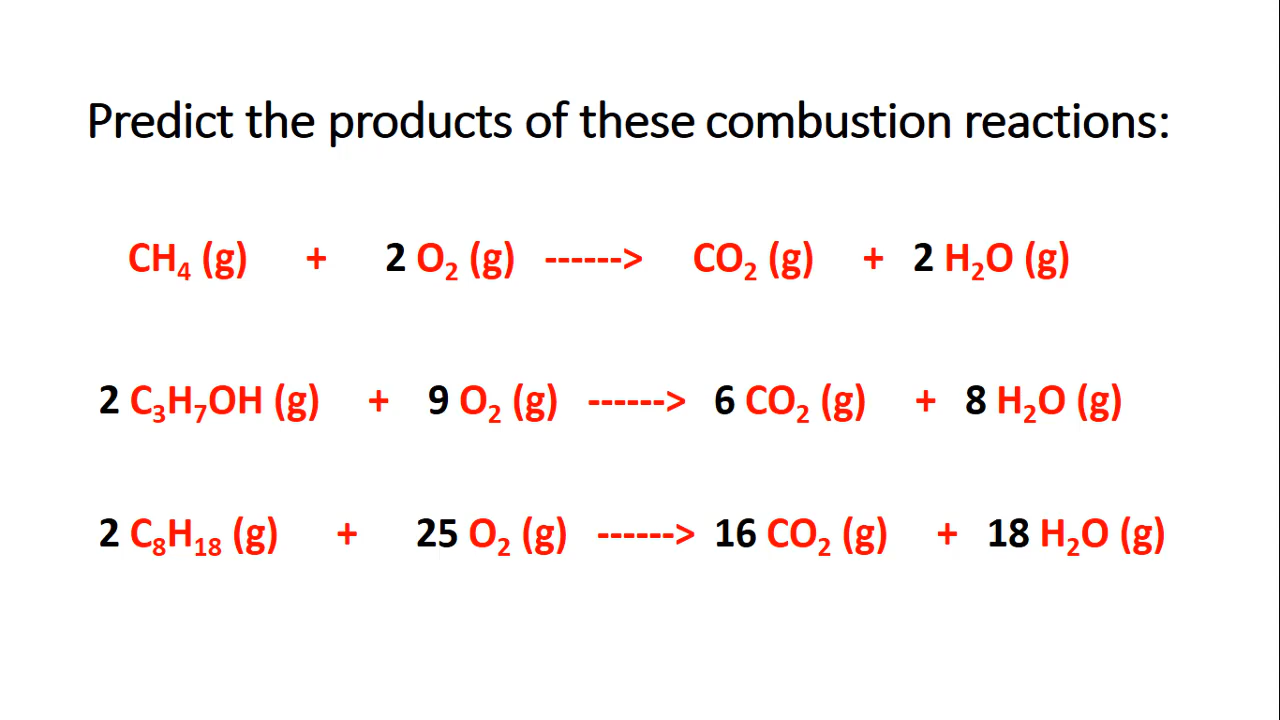 Predict the products of these combustion reactions:
CH₄ (g) + 2 O₂ (g) ------> CO₂ (g) + 2 H₂O (g)
2 C₃H₇OH (g) + 9 O₂ (g) ------> 6 CO₂ (g) + 8 H₂O (g)
2 C₈H₁₈ (g) + 25 O₂ (g) ------> 16 CO₂ (g) + 18 H₂O (g)